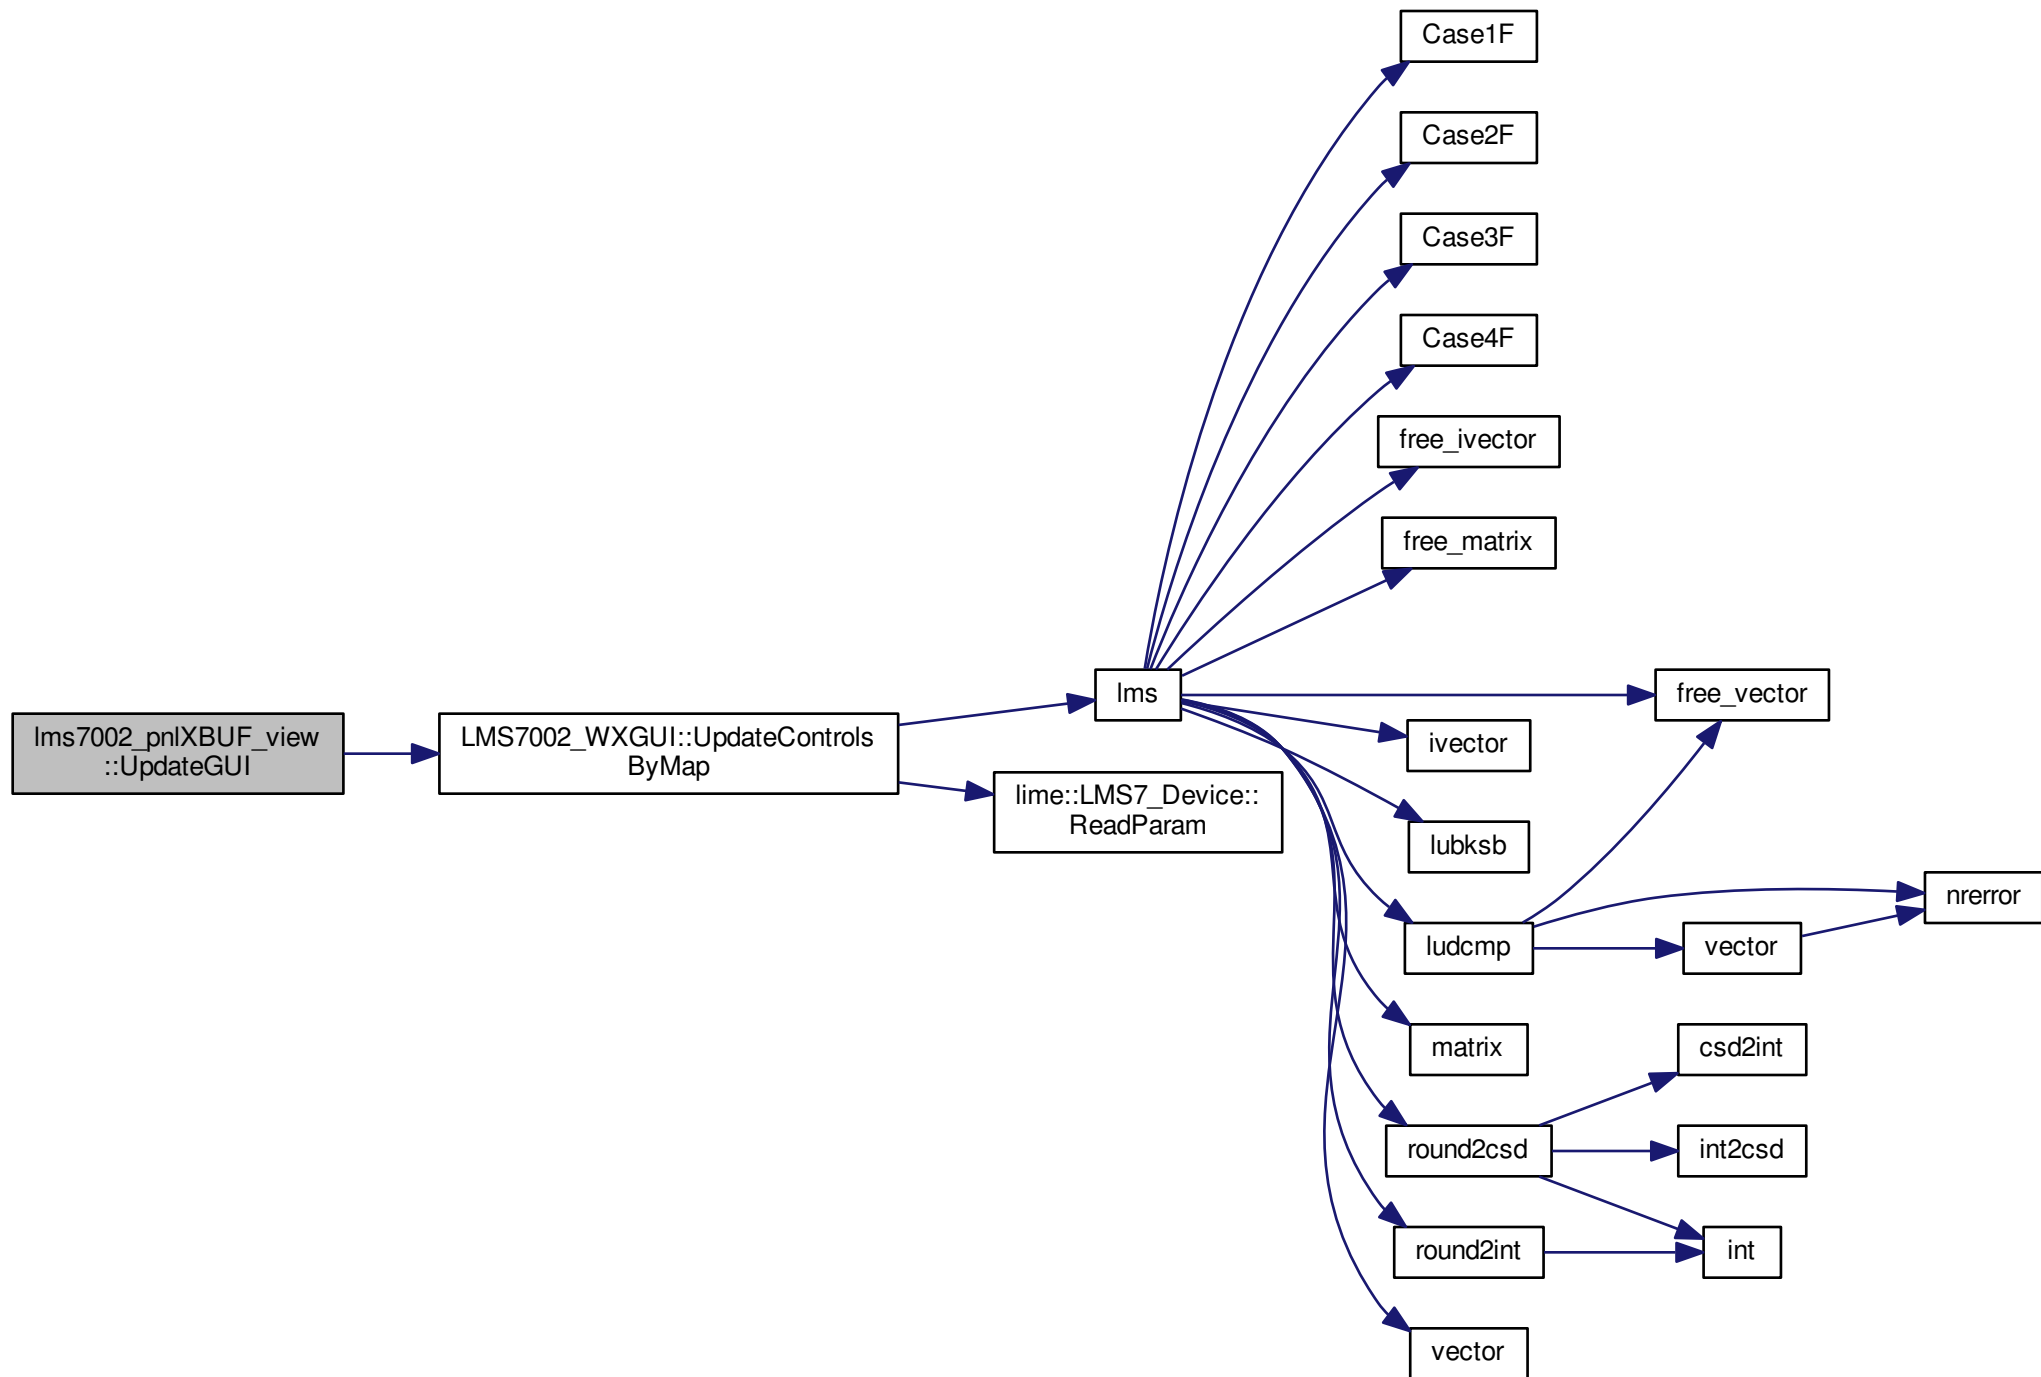 Case1F
Case2F
Case3F
Case4F
free_ivector
free_matrix
lms
free_vector
lms7002_pnlXBUF_view
::UpdateGUI
LMS7002_WXGUI::UpdateControls
ByMap
ivector
lime::LMS7_Device::
ReadParam
lubksb
nrerror
ludcmp
vector
matrix
csd2int
round2csd
int2csd
round2int
int
vector